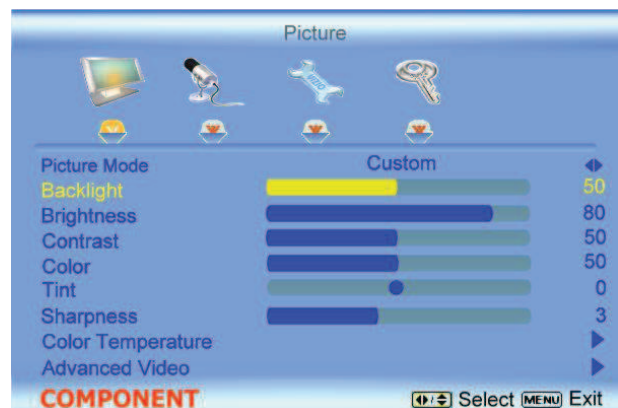 Picture
VIZIO
Picture Mode Custom
Backlight 50
Brightness 80
Contrast 50
Color 50
Tint 0
Sharpness 3
Color Temperature
Advanced Video
COMPONENT Select MENU Exit